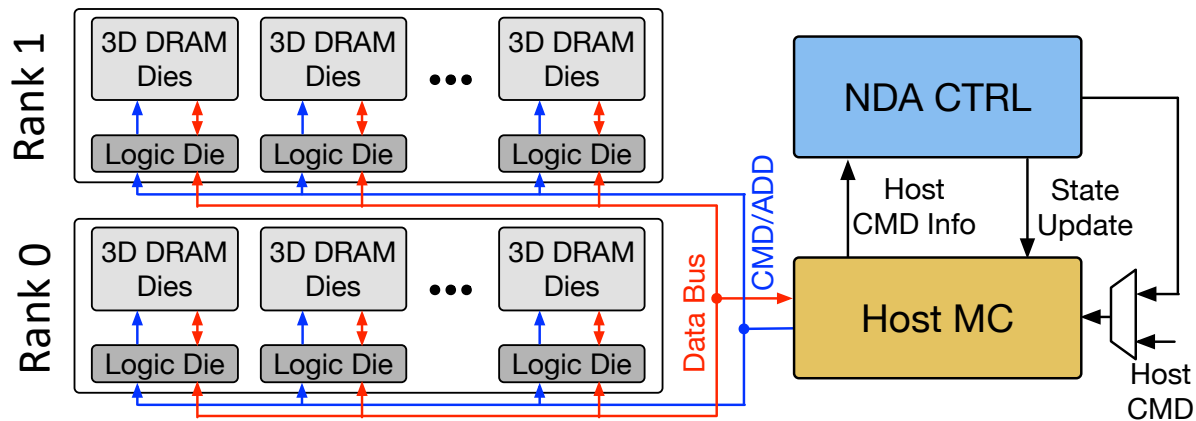 Rank 1
3D DRAM
Dies
3D DRAM
Dies
3D DRAM
Dies
Logic Die
Logic Die
Logic Die
Rank 0
3D DRAM
Dies
3D DRAM
Dies
3D DRAM
Dies
Logic Die
Logic Die
Logic Die
Data Bus
CMD/ADD
NDA CTRL
Host
CMD Info
State
Update
Host MC
Host
CMD